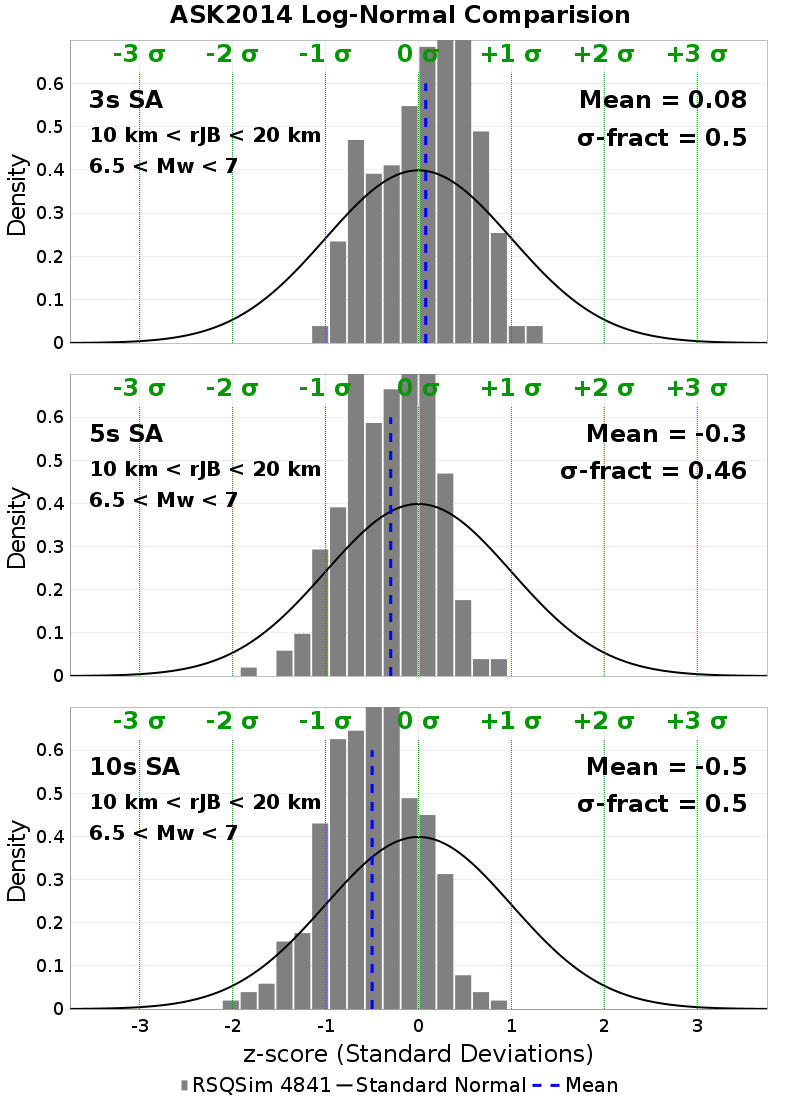 ASK2014 Log-Normal Comparision
-3 σ -2 σ -1 σ 0 σ +1 σ +2 σ +3 σ
3s SA
10 km < rJB < 20 km
6.5 < Mw < 7
Mean = 0.08
σ-fract = 0.5
Density
0.6
0.5
0.4
0.3
0.2
0.1
0
-3 σ -2 σ -1 σ 0 σ +1 σ +2 σ +3 σ
5s SA
10 km < rJB < 20 km
6.5 < Mw < 7
Mean = -0.3
σ-fract = 0.46
Density
0.6
0.5
0.4
0.3
0.2
0.1
0
-3 σ -2 σ -1 σ 0 σ +1 σ +2 σ +3 σ
10s SA
10 km < rJB < 20 km
6.5 < Mw < 7
Mean = -0.5
σ-fract = 0.5
Density
0.6
0.5
0.4
0.3
0.2
0.1
0
-3 -2 -1 0 1 2 3
z-score (Standard Deviations)
RSQSim 4841 Standard Normal Mean